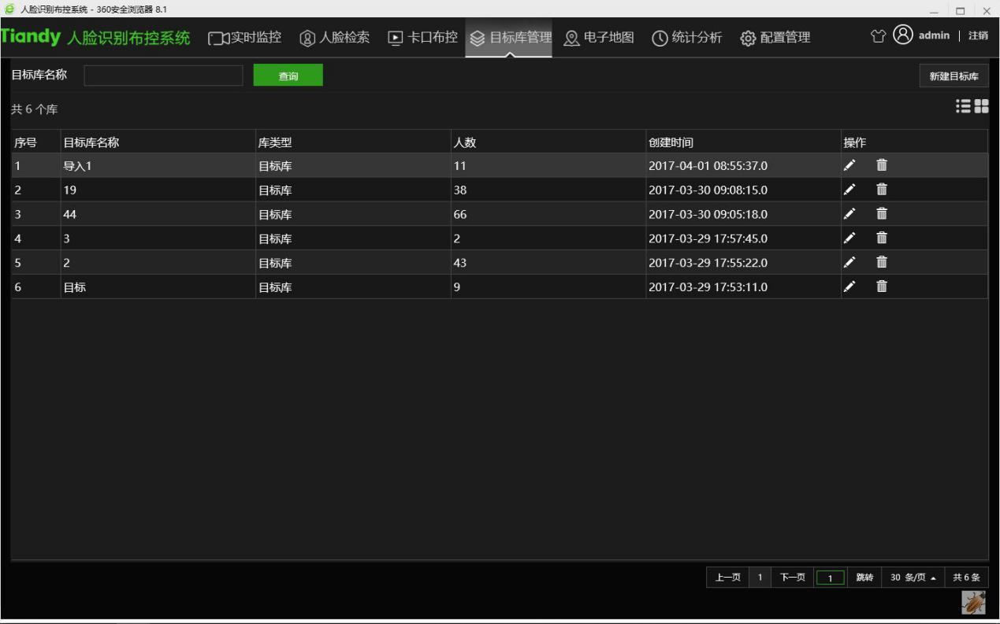 人脸识别布控系统 - 360安全浏览器 8.1
Tiandy 人脸识别布控系统 实时监控 人脸检索 卡口布控 目标库管理 电子地图 统计分析 配置管理 admin | 注销
目标库名称 查询 新建目标库
共 6 个库
序号 目标库名称 库类型 人数 创建时间 操作
1 导入1 目标库 11 2017-04-01 08:55:37.0
2 19 目标库 38 2017-03-30 09:08:15.0
3 44 目标库 66 2017-03-30 09:05:18.0
4 3 目标库 2 2017-03-29 17:57:45.0
5 2 目标库 43 2017-03-29 17:55:22.0
6 目标 目标库 9 2017-03-29 17:53:11.0
上一页 1 下一页 1 跳转 30 条/页 共 6 条